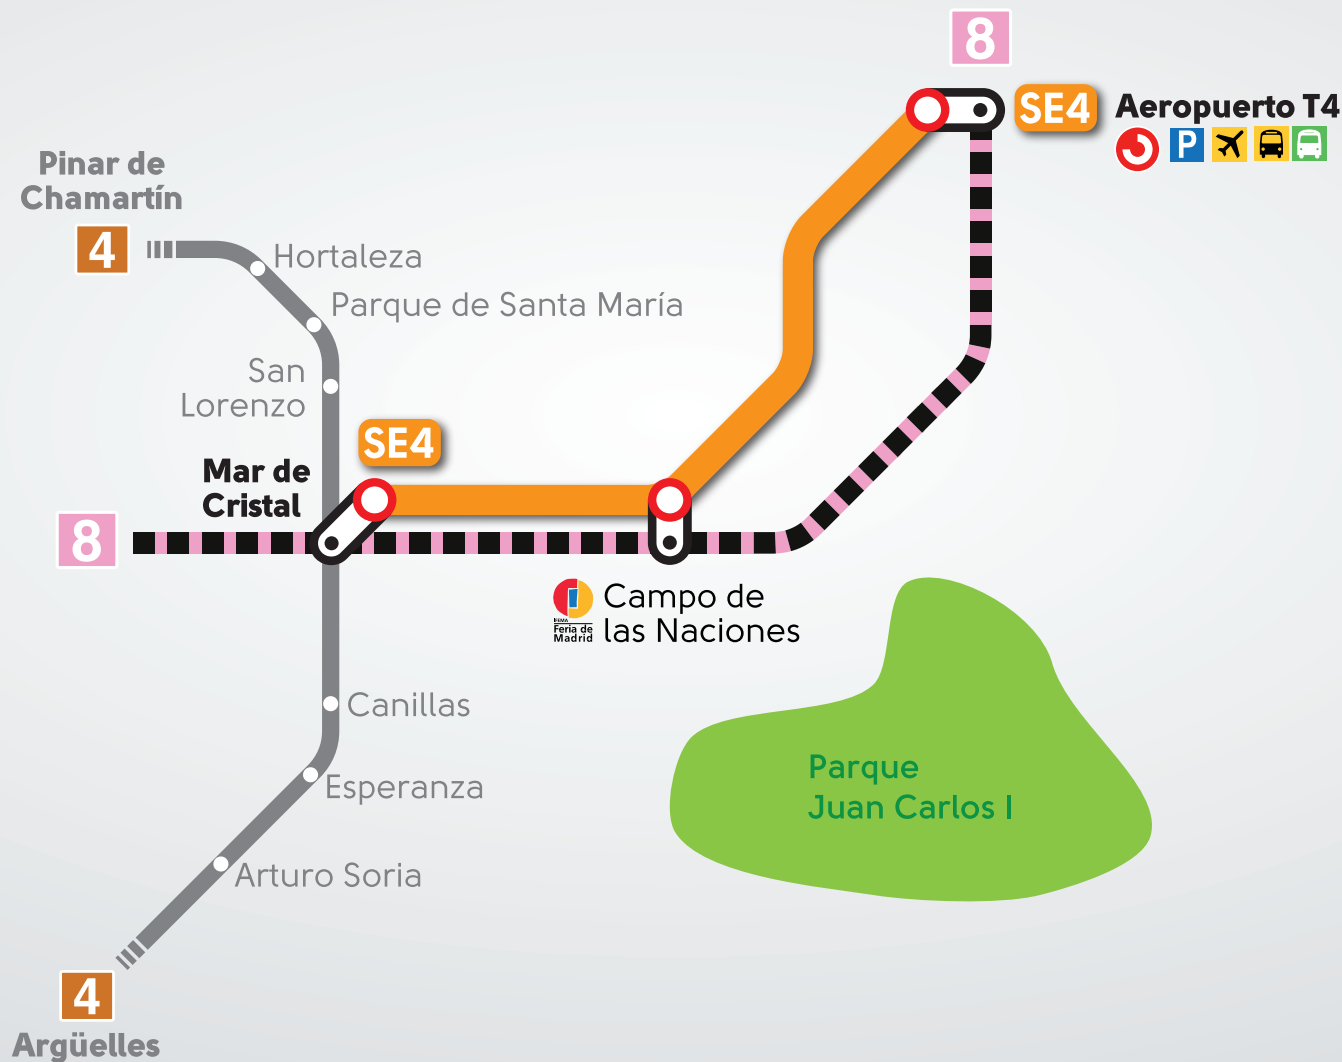 8
SE4
Aeropuerto T4
P
Pinar de
Chamartín
4
Hortaleza
Parque de Santa María
San
Lorenzo
SE4
Mar de
Cristal
8
Campo de
las Naciones
IFEMA
Feria de
Madrid
Canillas
Esperanza
Parque
Juan Carlos I
Arturo Soria
4
Argüelles